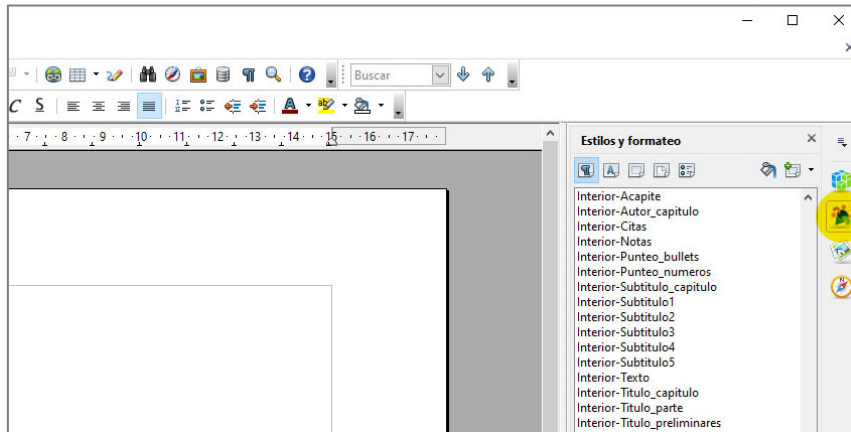 Buscar
C S A
7 8 9 10 11 12 13 14 15 16 17
Estilos y formateo
Interior-Acapite
Interior-Autor_capitulo
Interior-Citas
Interior-Notas
Interior-Punteo_bullets
Interior-Punteo_numeros
Interior-Subtitulo_capitulo
Interior-Subtitulo1
Interior-Subtitulo2
Interior-Subtitulo3
Interior-Subtitulo4
Interior-Subtitulo5
Interior-Texto
Interior-Titulo_capitulo
Interior-Titulo_parte
Interior-Titulo_preliminares